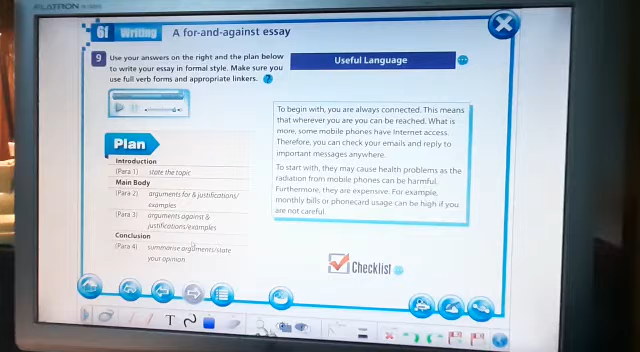 FLATRON
6f Writing A for-and-against essay
9 Use your answers on the right and the plan below
to write your essay in formal style. Make sure you
use full verb forms and appropriate linkers. ?
Useful Language
Plan
Introduction
(Para 1) state the topic
Main Body
(Para 2) arguments for & justifications/
examples
(Para 3) arguments against &
justifications/examples
Conclusion
(Para 4) summarise arguments/state
your opinion
To begin with, you are always connected. This means
that wherever you are you can be reached. What is
more, some mobile phones have Internet access.
Therefore, you can check your emails and reply to
important messages anywhere.
To start with, they may cause health problems as the
radiation from mobile phones can be harmful.
Furthermore, they are expensive. For example,
monthly bills or phonecard usage can be high if you
are not careful.
Checklist
T